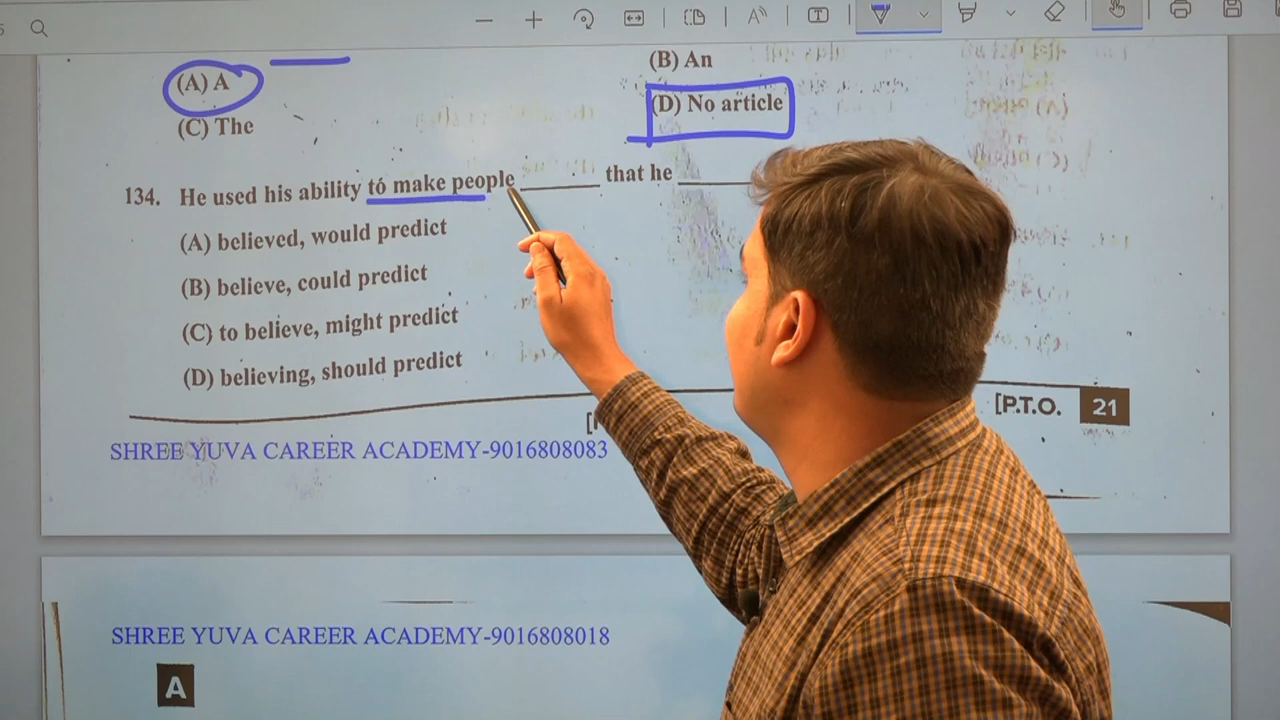 (A) A
(B) An
(C) The
(D) No article
134. He used his ability to make people ______ that he ______
(A) believed, would predict
(B) believe, could predict
(C) to believe, might predict
(D) believing, should predict
[P.T.O. 21
SHREE YUVA CAREER ACADEMY-9016808083
SHREE YUVA CAREER ACADEMY-9016808018
A